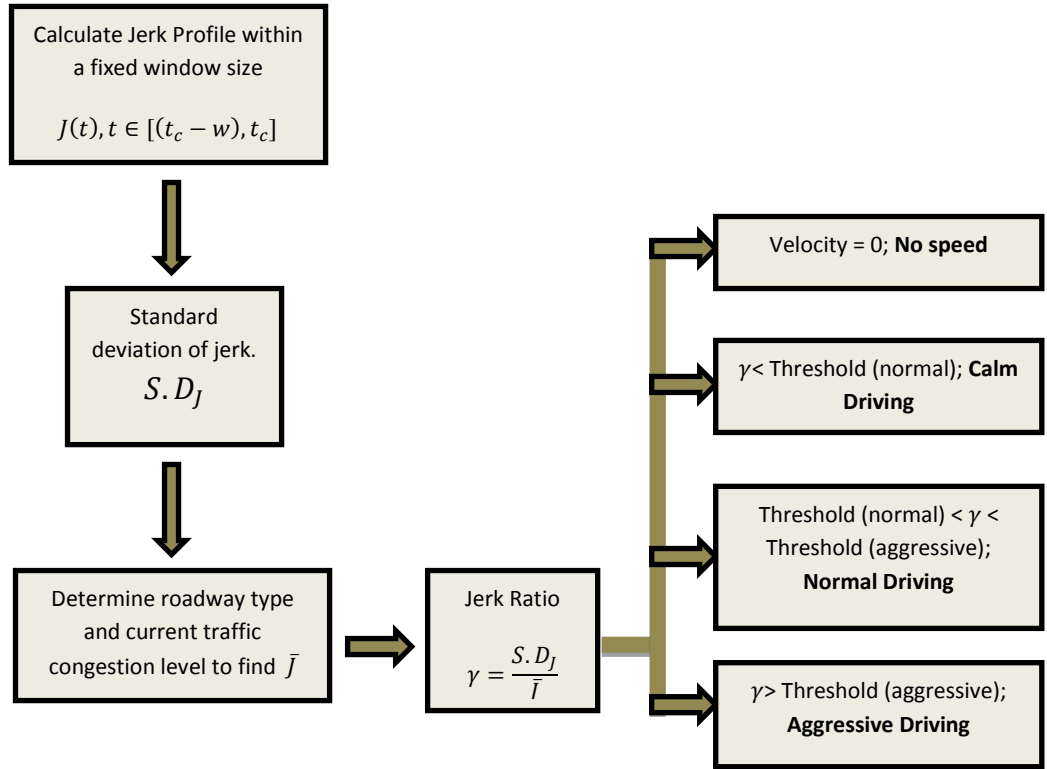 Calculate Jerk Profile within
a fixed window size
J(t), t ∈ [(t_c − w), t_c]
Standard
deviation of jerk.
S.D_J
Determine roadway type
and current traffic
congestion level to find J̄
Jerk Ratio
γ = S.D_J / J̄
Velocity = 0; No speed
γ< Threshold (normal); Calm
Driving
Threshold (normal) < γ <
Threshold (aggressive);
Normal Driving
γ> Threshold (aggressive);
Aggressive Driving